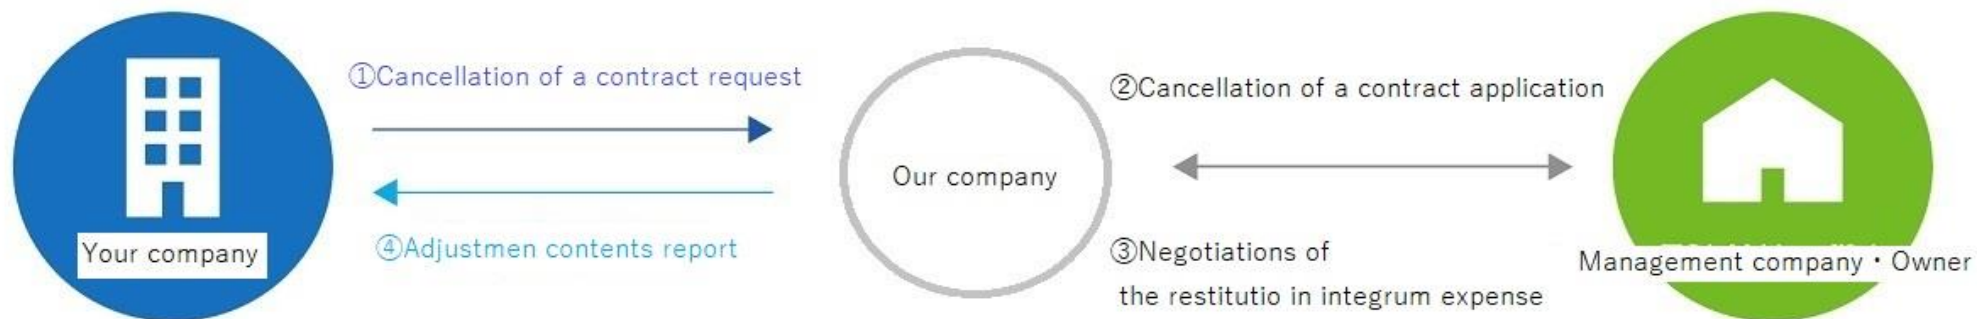 ①Cancellation of a contract request
②Cancellation of a contract application
Our company
Your company
④Adjustmen contents report
③Negotiations of
the restitutio in integrum expense
Management company・Owner